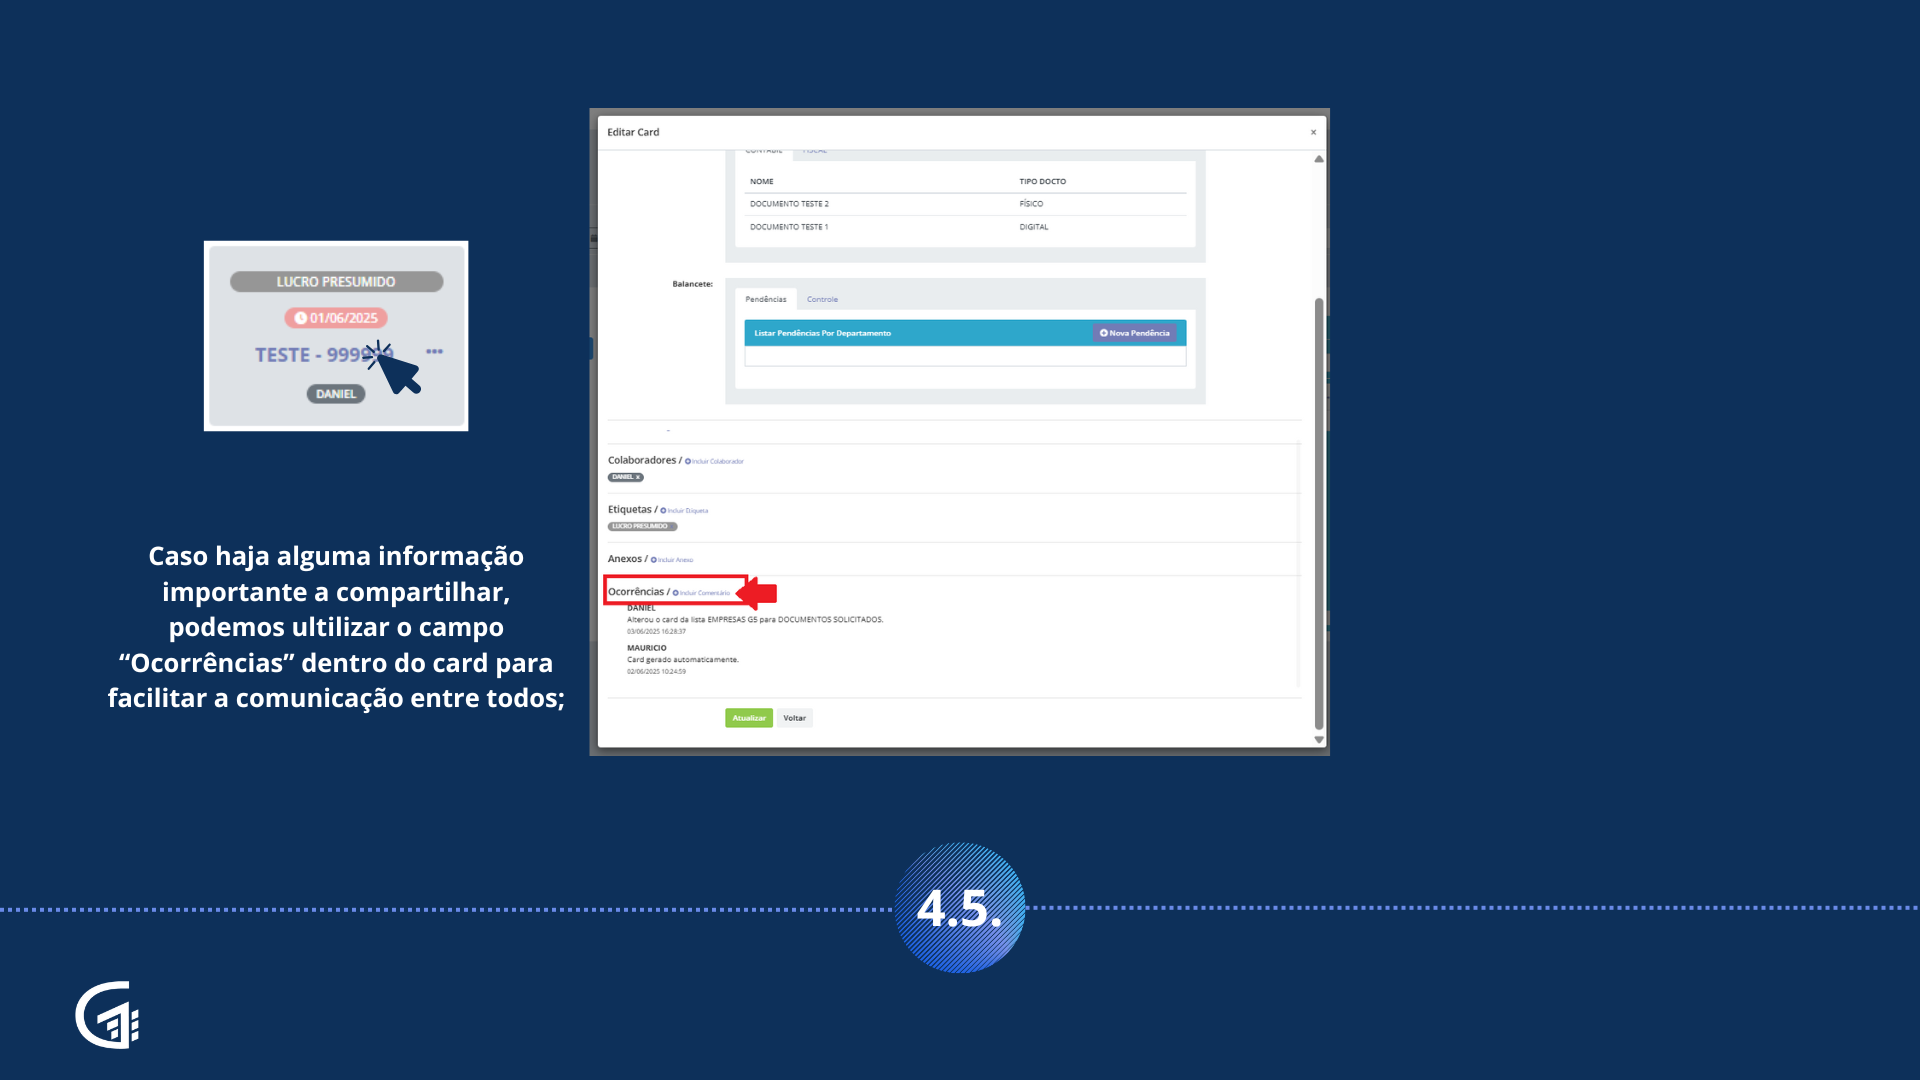 LUCRO PRESUMIDO
01/06/2025
TESTE - 999999
DANIEL
Caso haja alguma informação
importante a compartilhar,
podemos ultilizar o campo
“Ocorrências” dentro do card para
facilitar a comunicação entre todos;
Editar Card
×
CONTÁBIL FISCAL
NOME TIPO DOCTO
DOCUMENTO TESTE 2 FÍSICO
DOCUMENTO TESTE 1 DIGITAL
Balancete:
Pendências Controle
Listar Pendências Por Departamento Nova Pendência
-
Colaboradores / Incluir Colaborador
DANIEL x
Etiquetas / Incluir Etiqueta
LUCRO PRESUMIDO
Anexos / Incluir Anexo
Ocorrências / Incluir Comentário
DANIEL
Alterou o card da lista EMPRESAS G5 para DOCUMENTOS SOLICITADOS.
03/06/2025 16:28:37
MAURICIO
Card gerado automaticamente.
02/06/2025 10:24:59
Atualizar Voltar
4.5.